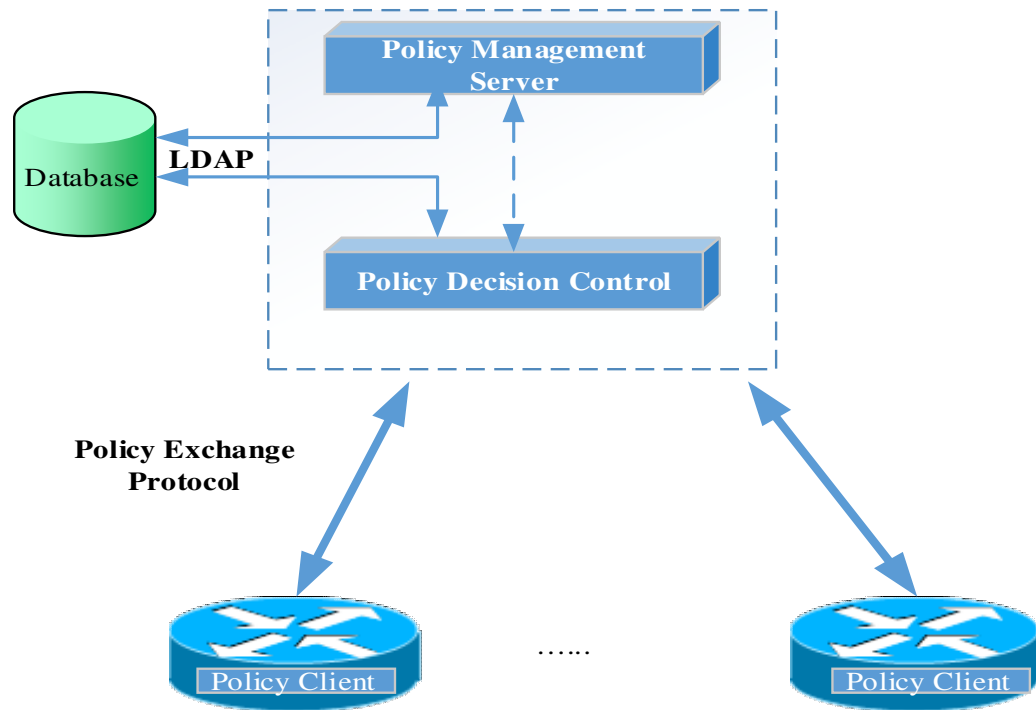 Policy Management
Server
LDAP
Database
Policy Decision Control
Policy Exchange
Protocol
......
Policy Client
Policy Client